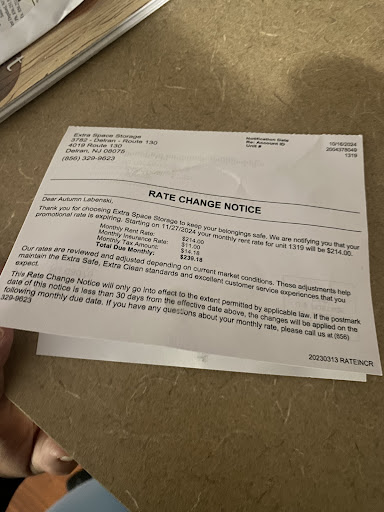 Extra Space Storage
3782 - Delran - Route 130
4019 Route 130
Delran, NJ 08075
(856) 329-9623
Notification Date 10/16/2024
Re: Account ID
Unit # 1319
RATE CHANGE NOTICE
Dear Autumn Labenski,
Thank you for choosing Extra Space Storage to keep your belongings safe. We are notifying you that your
promotional rate is expiring. Starting on 11/27/2024 your monthly rent rate for unit 1319 will be $214.00.
Monthly Rent Rate: $214.00
Monthly Insurance Rate: $11.00
Monthly Tax Amount: $14.18
Total Due Monthly: $239.18
Our rates are reviewed and adjusted depending on current market conditions. These adjustments help
maintain the Extra Safe, Extra Clean standards and excellent customer service experiences that you
expect.
This Rate Change Notice will only go into effect to the extent permitted by applicable law. If the postmark
date of this notice is less than 30 days from the effective date above, the changes will be applied on the
following monthly due date. If you have any questions about your monthly rate, please call us at (856)
329-9623
20230313 RATEINCR